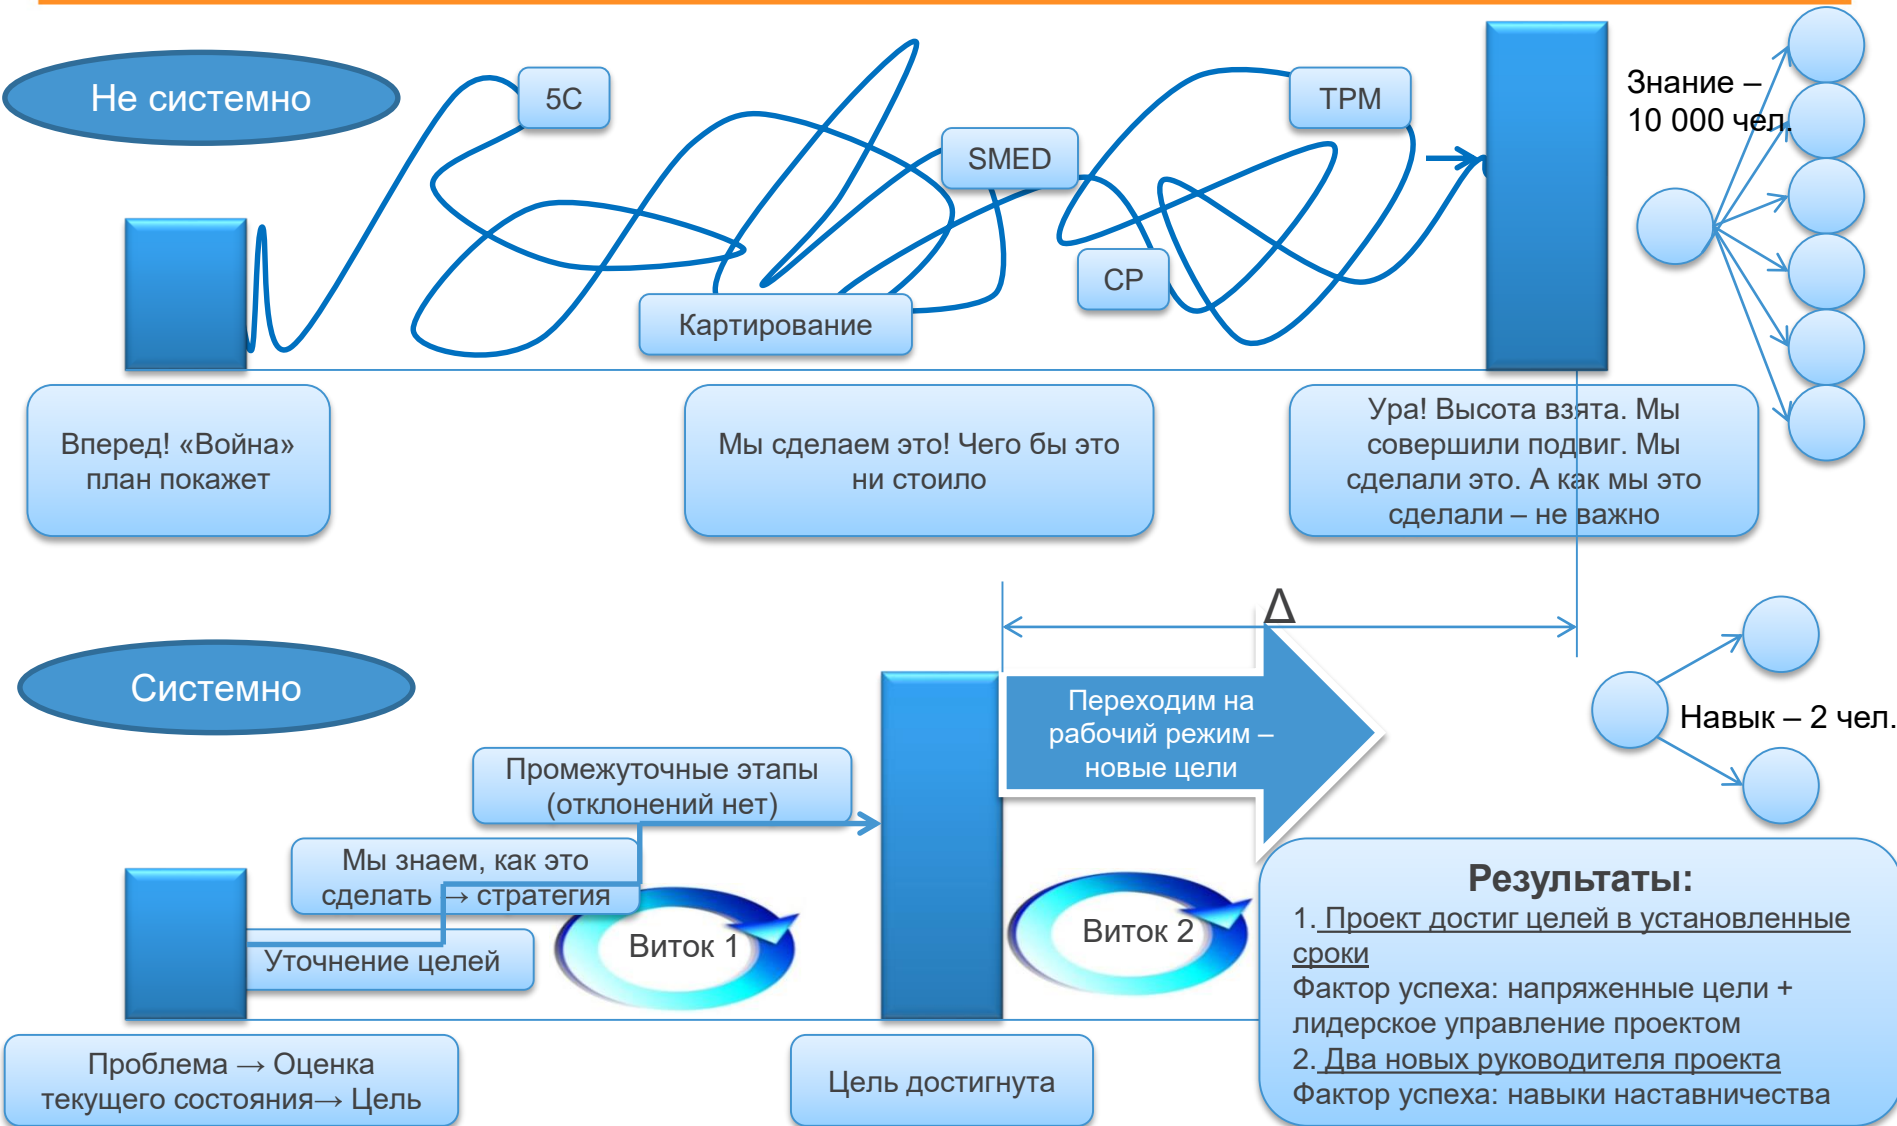 Не системно
5С
SMED
TPM
Картирование
СР
Знание –
10 000 чел.
Вперед! «Война»
план покажет
Мы сделаем это! Чего бы это
ни стоило
Ура! Высота взята. Мы
совершили подвиг. Мы
сделали это. А как мы это
сделали – не важно
Δ
Системно
Переходим на
рабочий режим –
новые цели
Навык – 2 чел.
Промежуточные этапы
(отклонений нет)
Мы знаем, как это
сделать → стратегия
Уточнение целей
Виток 1
Виток 2
Проблема → Оценка
текущего состояния→ Цель
Цель достигнута
Результаты:
1. Проект достиг целей в установленные
сроки
Фактор успеха: напряженные цели +
лидерское управление проектом
2. Два новых руководителя проекта
Фактор успеха: навыки наставничества